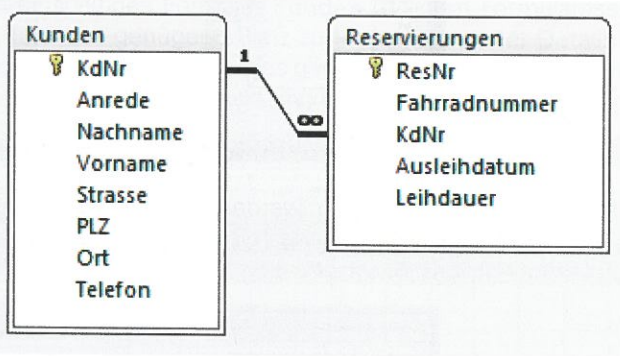 Kunden
KdNr
Anrede
Nachname
Vorname
Strasse
PLZ
Ort
Telefon
1
∞
Reservierungen
ResNr
Fahrradnummer
KdNr
Ausleihdatum
Leihdauer